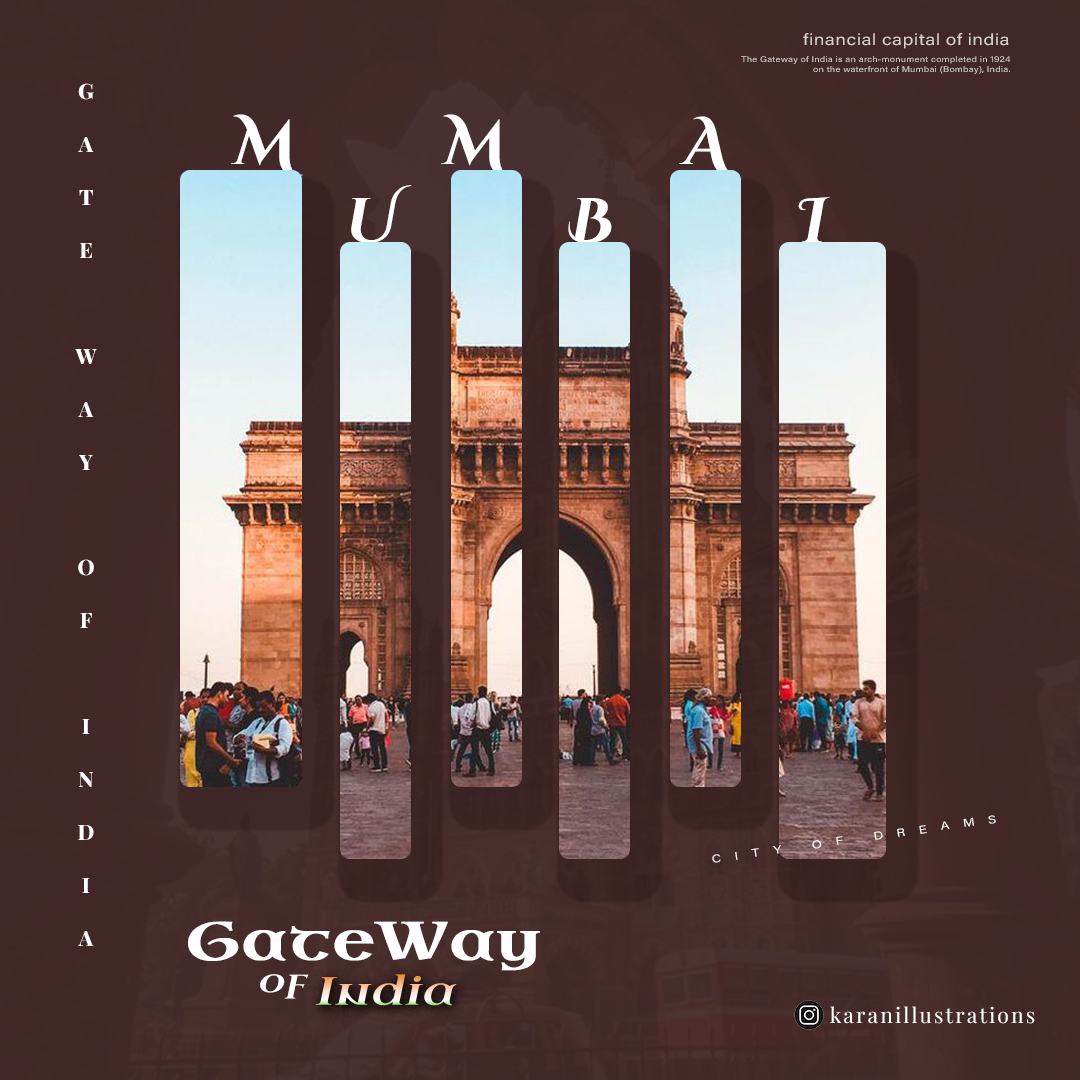 financial capital of india
The Gateway of India is an arch-monument completed in 1924
on the waterfront of Mumbai (Bombay), India.
GATE WAY OF INDIA
MUMBAI
CITY OF DREAMS
GateWay
OF India
karanillustrations